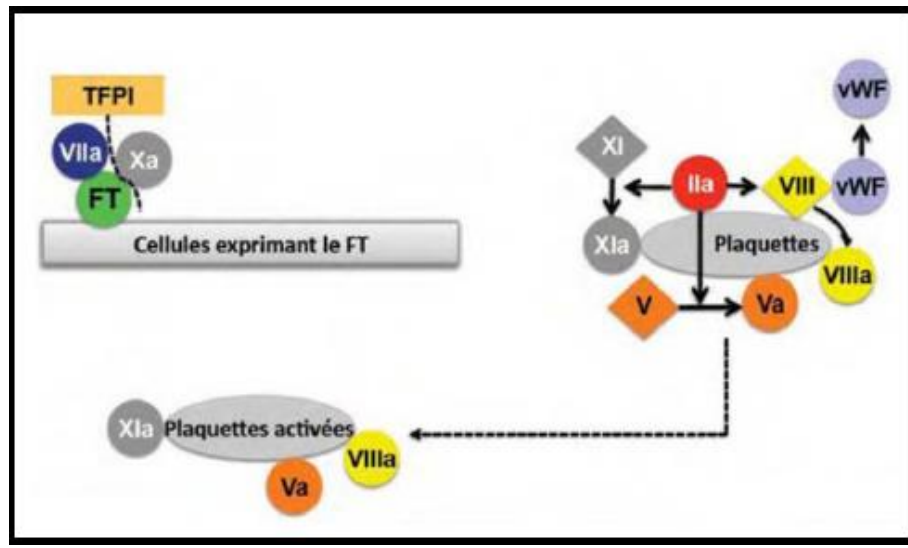 TFPI
VIIa
Xa
FT
Cellules exprimant le FT
vWF
XI
IIa
VIII
vWF
XIa
Plaquettes
VIIIa
V
Va
XIa
Plaquettes activées
VIIIa
Va